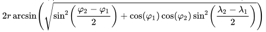 2r arcsin(√(sin²((φ₂ − φ₁)/2) + cos(φ₁) cos(φ₂) sin²((λ₂ − λ₁)/2)))